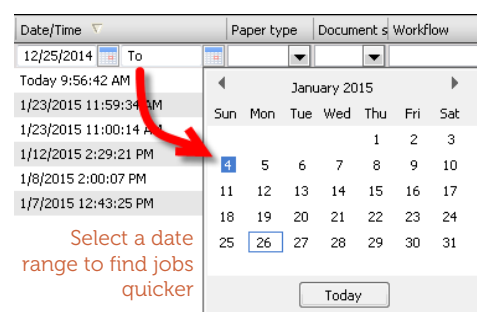 Date/Time Paper type Document s Workflow
12/25/2014 To
Today 9:56:42 AM
1/23/2015 11:59:34 AM
1/23/2015 11:00:14 AM
1/12/2015 2:29:21 PM
1/8/2015 2:00:07 PM
1/7/2015 12:43:25 PM
Select a date
range to find jobs
quicker
January 2015
Sun Mon Tue Wed Thu Fri Sat
1 2 3
4 5 6 7 8 9 10
11 12 13 14 15 16 17
18 19 20 21 22 23 24
25 26 27 28 29 30 31
Today